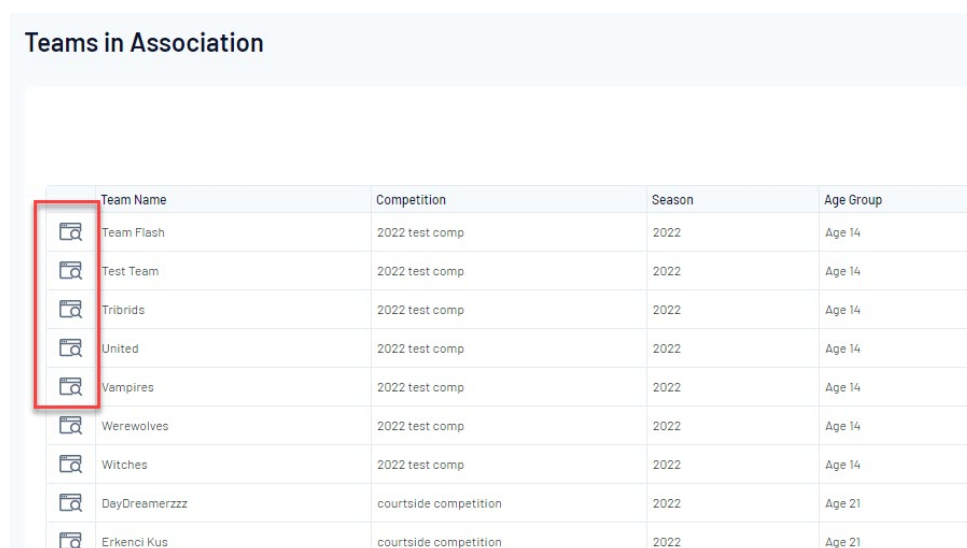 Teams in Association
Team Name Competition Season Age Group
Team Flash 2022 test comp 2022 Age 14
Test Team 2022 test comp 2022 Age 14
Tribrids 2022 test comp 2022 Age 14
United 2022 test comp 2022 Age 14
Vampires 2022 test comp 2022 Age 14
Werewolves 2022 test comp 2022 Age 14
Witches 2022 test comp 2022 Age 14
DayDreamerzzz courtside competition 2022 Age 21
Erkenci Kus courtside competition 2022 Age 21